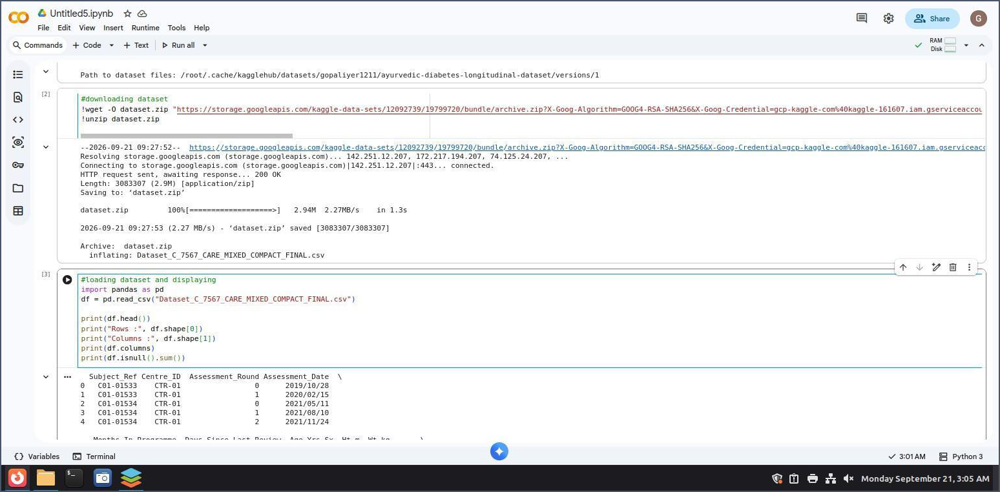 Untitled5.ipynb
File Edit View Insert Runtime Tools Help
Share
G
Commands + Code + Text Run all
RAM
Disk
Path to dataset files: /root/.cache/kagglehub/datasets/gopaliyer1211/ayurvedic-diabetes-longitudinal-dataset/versions/1
[2]
#downloading dataset
!wget -O dataset.zip "https://storage.googleapis.com/kaggle-data-sets/12092739/19799720/bundle/archive.zip?X-Goog-Algorithm=GOOG4-RSA-SHA256&X-Goog-Credential=gcp-kaggle-com%40kaggle-161607.iam.gserviceaccou
!unzip dataset.zip
--2026-09-21 09:27:52--  https://storage.googleapis.com/kaggle-data-sets/12092739/19799720/bundle/archive.zip?X-Goog-Algorithm=GOOG4-RSA-SHA256&X-Goog-Credential=gcp-kaggle-com%40kaggle-161607.iam.gserviceacc
Resolving storage.googleapis.com (storage.googleapis.com)... 142.251.12.207, 172.217.194.207, 74.125.24.207, ...
Connecting to storage.googleapis.com (storage.googleapis.com)|142.251.12.207|:443... connected.
HTTP request sent, awaiting response... 200 OK
Length: 3083307 (2.9M) [application/zip]
Saving to: ‘dataset.zip’
dataset.zip         100%[===================>]   2.94M  2.27MB/s    in 1.3s
2026-09-21 09:27:53 (2.27 MB/s) - ‘dataset.zip’ saved [3083307/3083307]
Archive:  dataset.zip
  inflating: Dataset_C_7567_CARE_MIXED_COMPACT_FINAL.csv
[3]
#loading dataset and displaying
import pandas as pd
df = pd.read_csv("Dataset_C_7567_CARE_MIXED_COMPACT_FINAL.csv")
print(df.head())
print("Rows :", df.shape[0])
print("Columns :", df.shape[1])
print(df.columns)
print(df.isnull().sum())
  Subject_Ref Centre_ID  Assessment_Round Assessment_Date  \
0   C01-01533    CTR-01                 0      2019/10/28
1   C01-01533    CTR-01                 1      2020/02/15
2   C01-01534    CTR-01                 0      2021/05/11
3   C01-01534    CTR-01                 1      2021/08/10
4   C01-01534    CTR-01                 2      2021/11/24
   Months_In_Programme  Days_Since_Last_Review  Age_Yrs Sx  Ht_m  Wt_kg  \
Variables Terminal
3:01 AM Python 3
Monday September 21, 3:05 AM